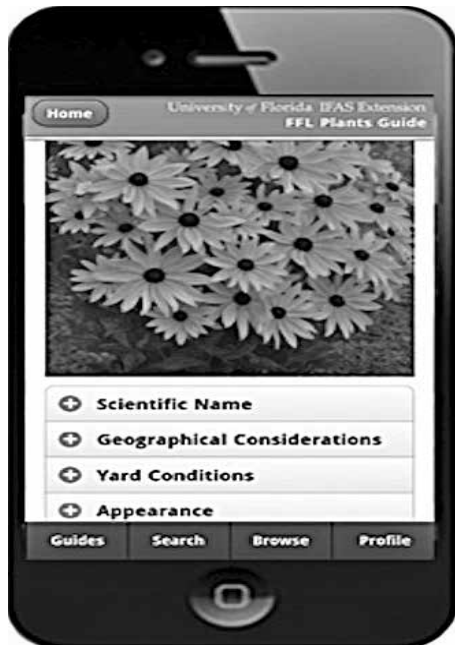 Home
University of Florida IFAS Extension
FFL Plants Guide
Scientific Name
Geographical Considerations
Yard Conditions
Appearance
Guides Search Browse Profile